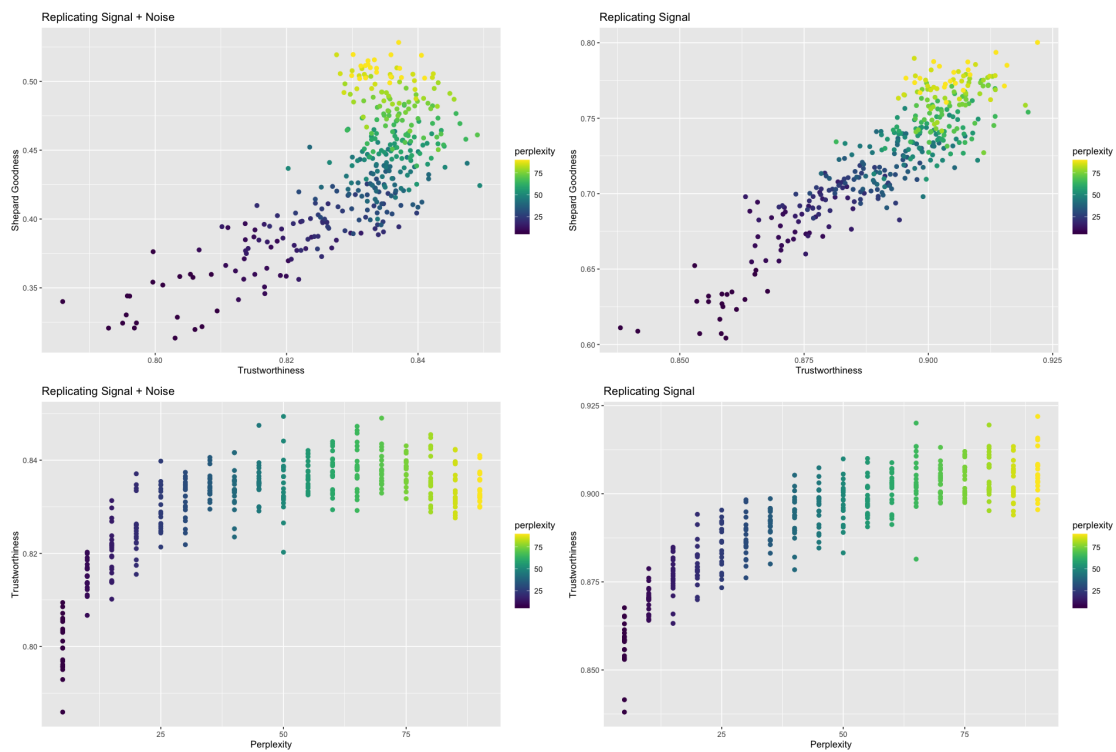 Replicating Signal + Noise
0.50
0.45
0.40
0.35
0.80
0.82
0.84
Trustworthiness
Shepard Goodness
perplexity
75
50
25
Replicating Signal
0.80
0.75
0.70
0.65
0.60
0.850
0.875
0.900
0.925
Trustworthiness
Shepard Goodness
perplexity
75
50
25
Replicating Signal + Noise
0.84
0.82
0.80
25
50
75
Perplexity
Trustworthiness
perplexity
75
50
25
Replicating Signal
0.925
0.900
0.875
0.850
25
50
75
Perplexity
Trustworthiness
perplexity
75
50
25